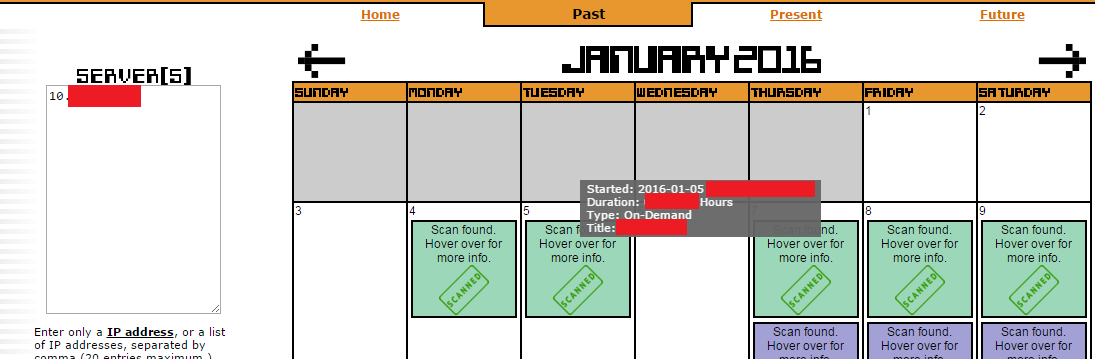 Home
Past
Present
Future
SERVER[S]
10.
Enter only a IP address, or a list
of IP addresses, separated by
comma (20 entries maximum.)
JANUARY 2016
SUNDAY MONDAY TUESDAY WEDNESDAY THURSDAY FRIDAY SATURDAY
1 2
3 4 5 8 9
Started: 2016-01-05
Duration: Hours
Type: On-Demand
Title:
Scan found.
Hover over for
more info.
SCANNED
Scan found.
Hover over for
more info.
SCANNED
Scan found.
Hover over for
more info.
SCANNED
Scan found.
Hover over for
more info.
SCANNED
Scan found.
Hover over for
more info.
SCANNED
Scan found.
Hover over for
more info.
Scan found.
Hover over for
more info.
Scan found.
Hover over for
more info.